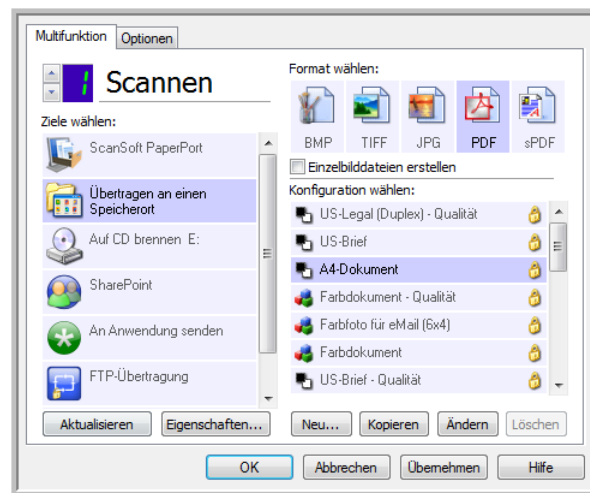 Multifunktion Optionen
1 Scannen
Ziele wählen:
ScanSoft PaperPort
Übertragen an einen
Speicherort
Auf CD brennen E:
SharePoint
An Anwendung senden
FTP-Übertragung
Aktualisieren Eigenschaften...
Format wählen:
BMP TIFF JPG PDF sPDF
Einzelbilddateien erstellen
Konfiguration wählen:
US-Legal (Duplex) - Qualität
US-Brief
A4-Dokument
Farbdokument - Qualität
Farbfoto für eMail (6x4)
Farbdokument
US-Brief - Qualität
Neu... Kopieren Ändern Löschen
OK Abbrechen Übernehmen Hilfe